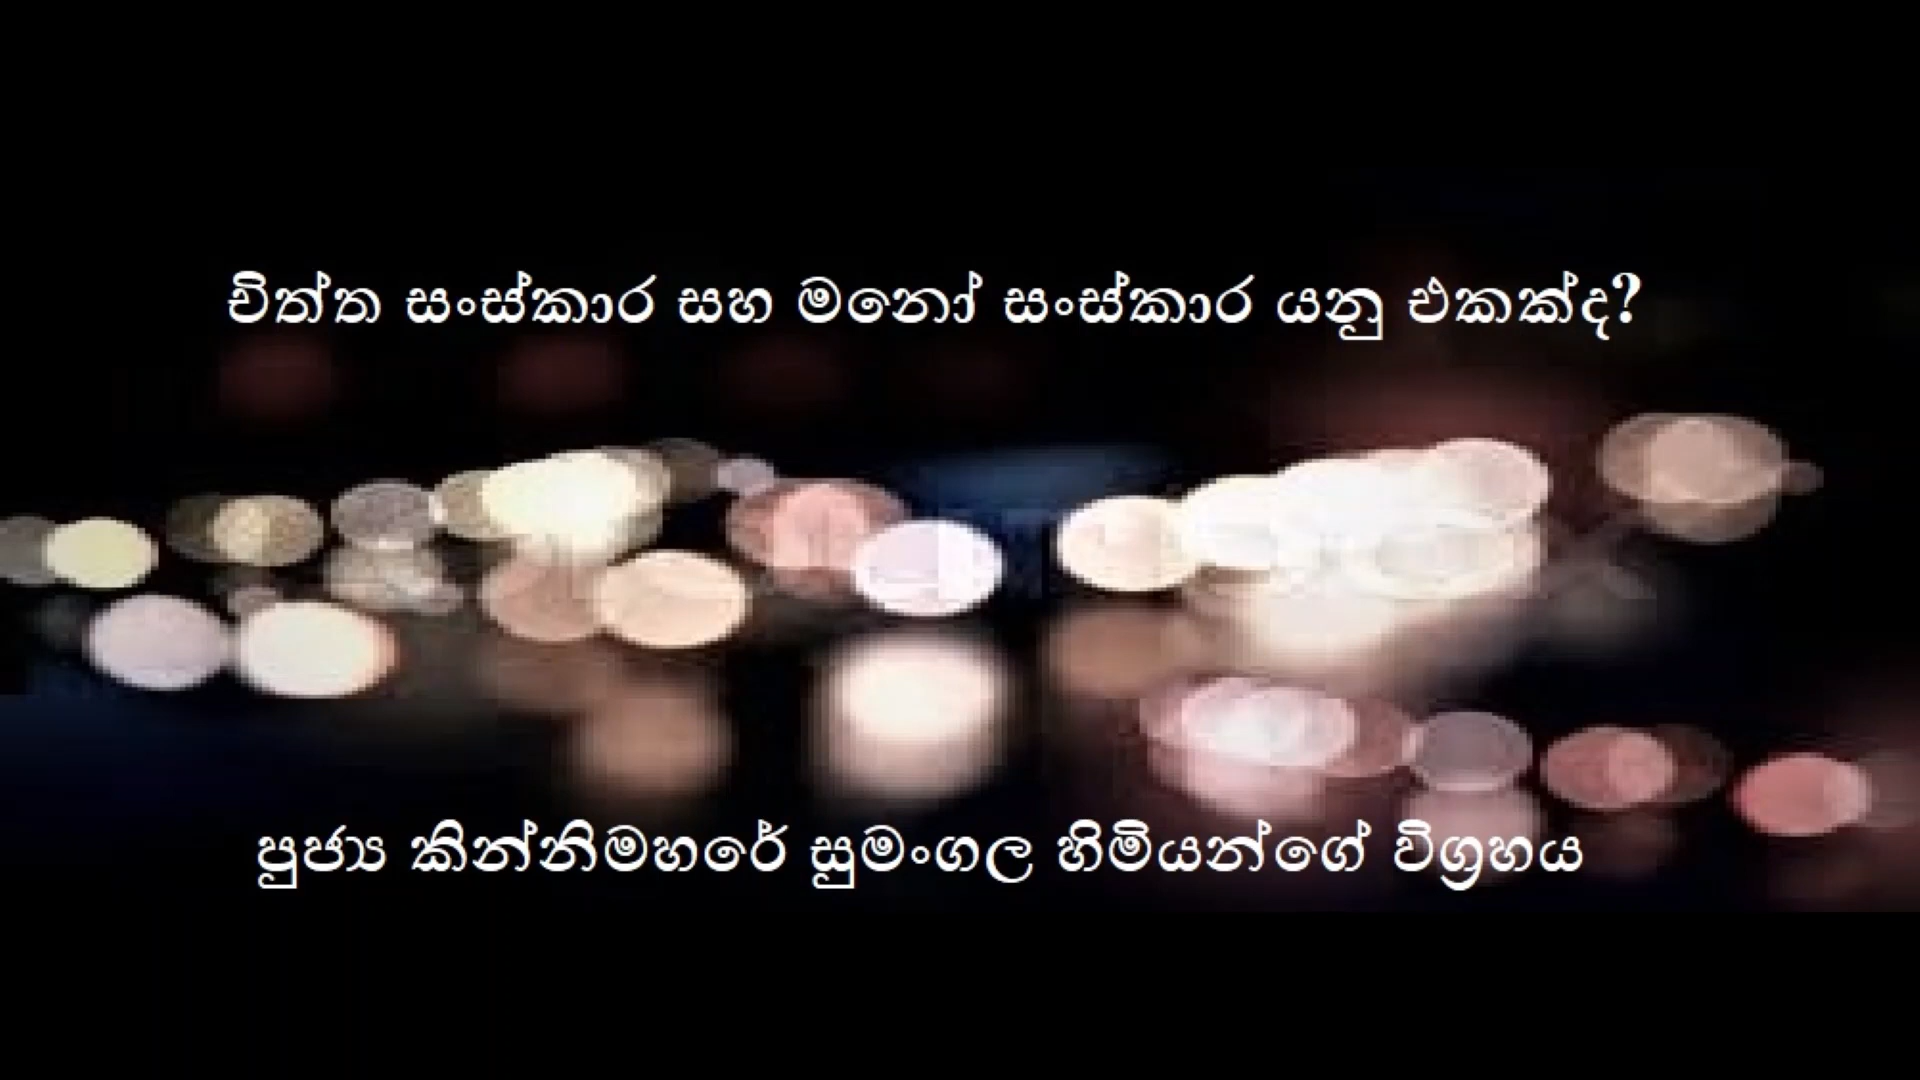 චිත්ත සංස්කාර සහ මනෝ සංස්කාර යනු එකක්ද?
පුජ්‍ය කින්නිමහරේ සුමංගල හිමියන්ගේ විග්‍රහය